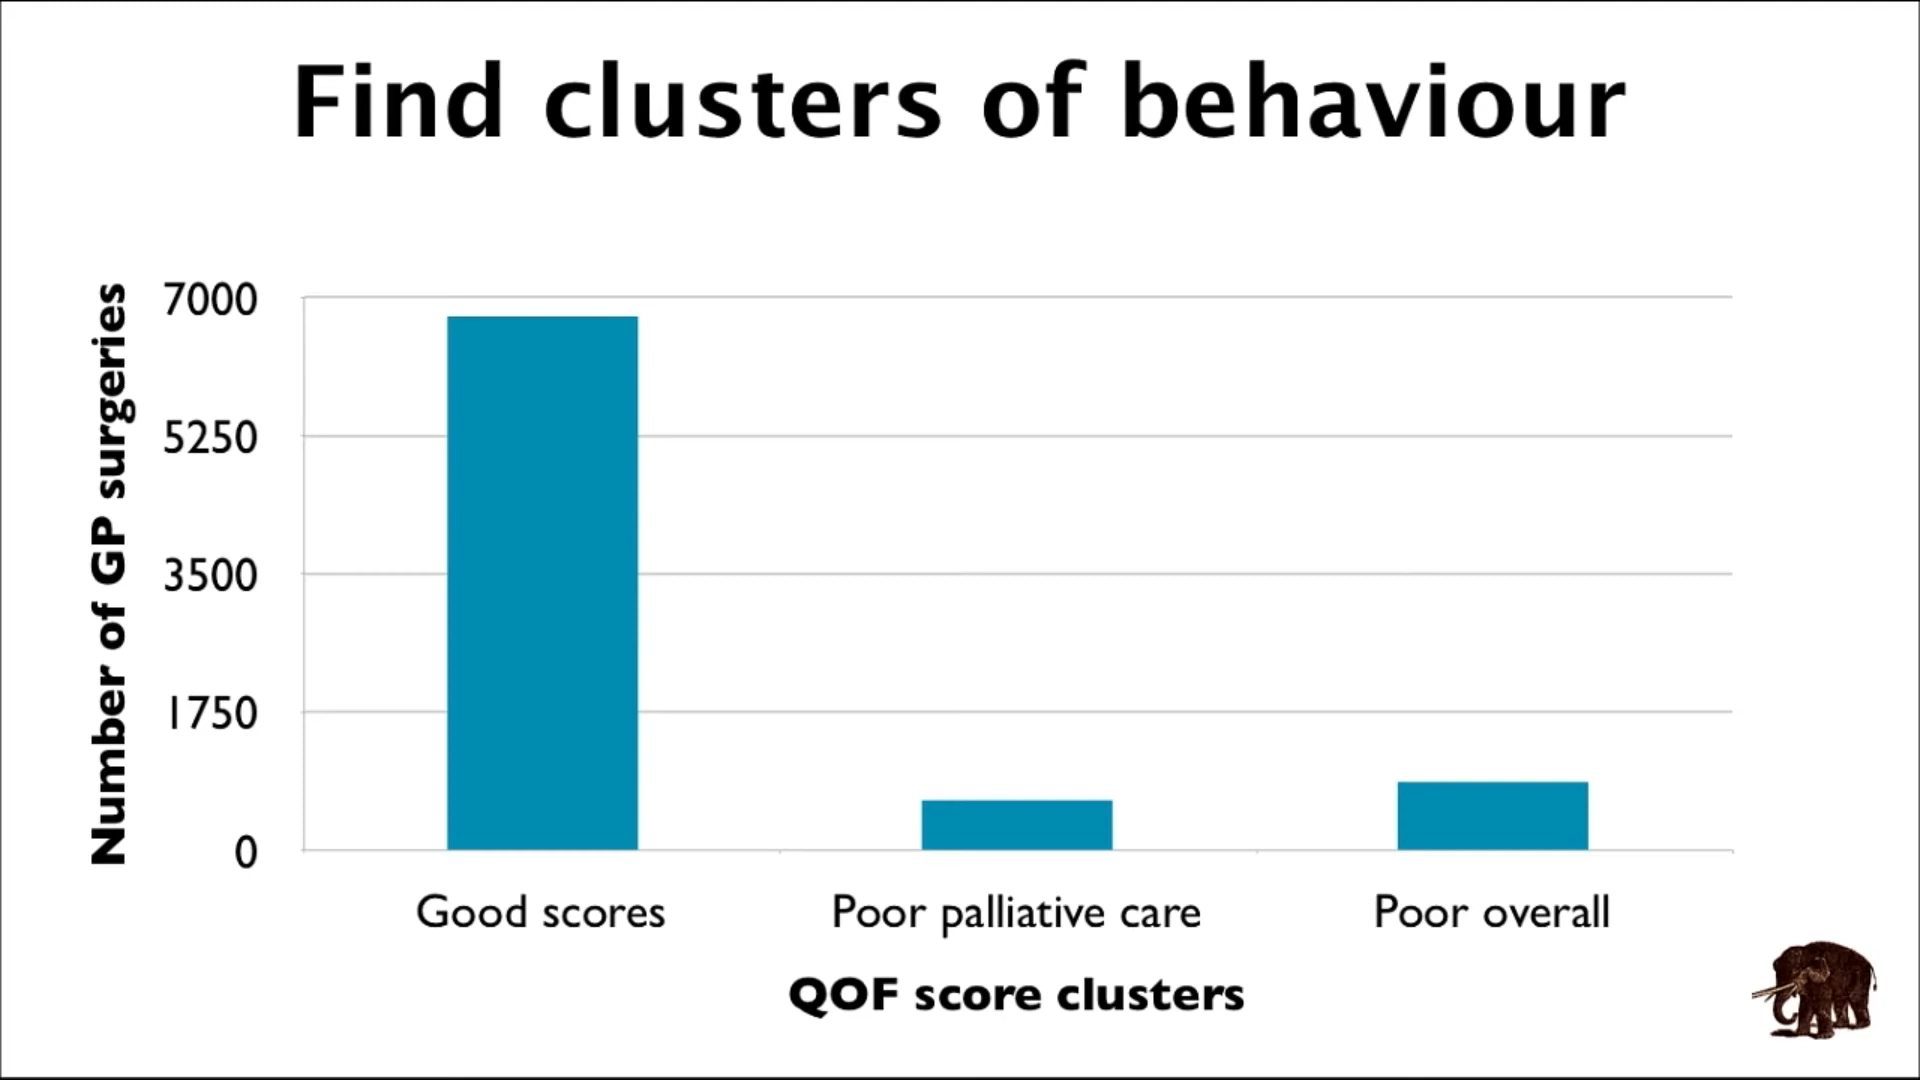 Find clusters of behaviour
Number of GP surgeries
7000
5250
3500
1750
0
Good scores
Poor palliative care
Poor overall
QOF score clusters